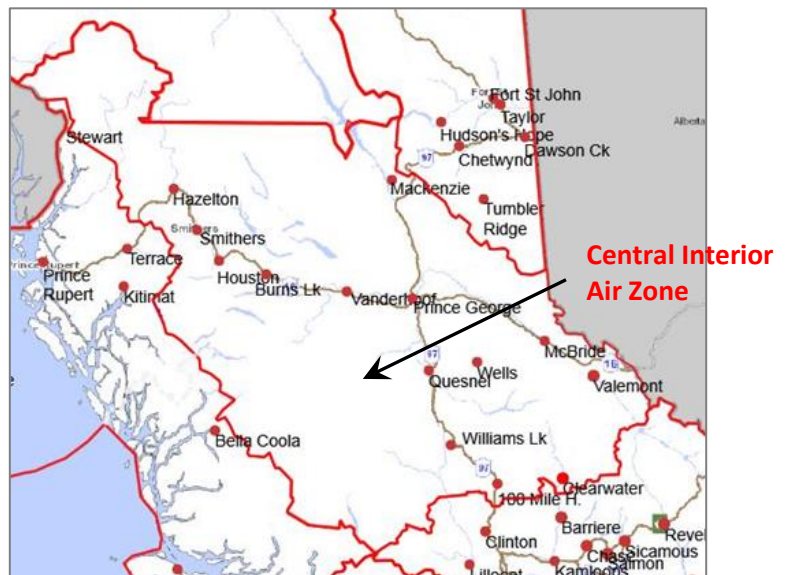 Fort St John
Taylor
Alberta
Hudson's Hope
97
Dawson Ck
Chetwynd
Stewart
Mackenzie
Hazelton
Tumbler
Ridge
Smithers
Smithers
Central Interior
Air Zone
Terrace
Prince Rupert
Prince
Rupert
Houston
Burns Lk
Kitimat
Vanderhoof
Prince George
McBride
97
16
Wells
Quesnel
Valemont
Bella Coola
Williams Lk
97
Clearwater
100 Mile H.
Barriere
Clinton
Chase
Sicamous
Salmon
Kamloops